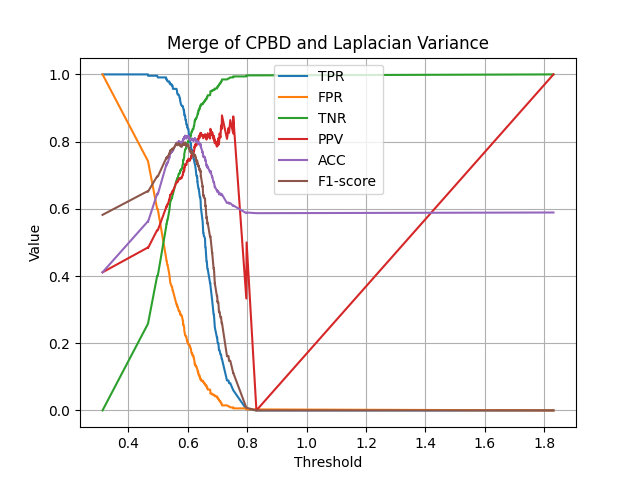 Merge of CPBD and Laplacian Variance
Value
1.0
0.8
0.6
0.4
0.2
0.0
TPR
FPR
TNR
PPV
ACC
F1-score
0.4 0.6 0.8 1.0 1.2 1.4 1.6 1.8
Threshold